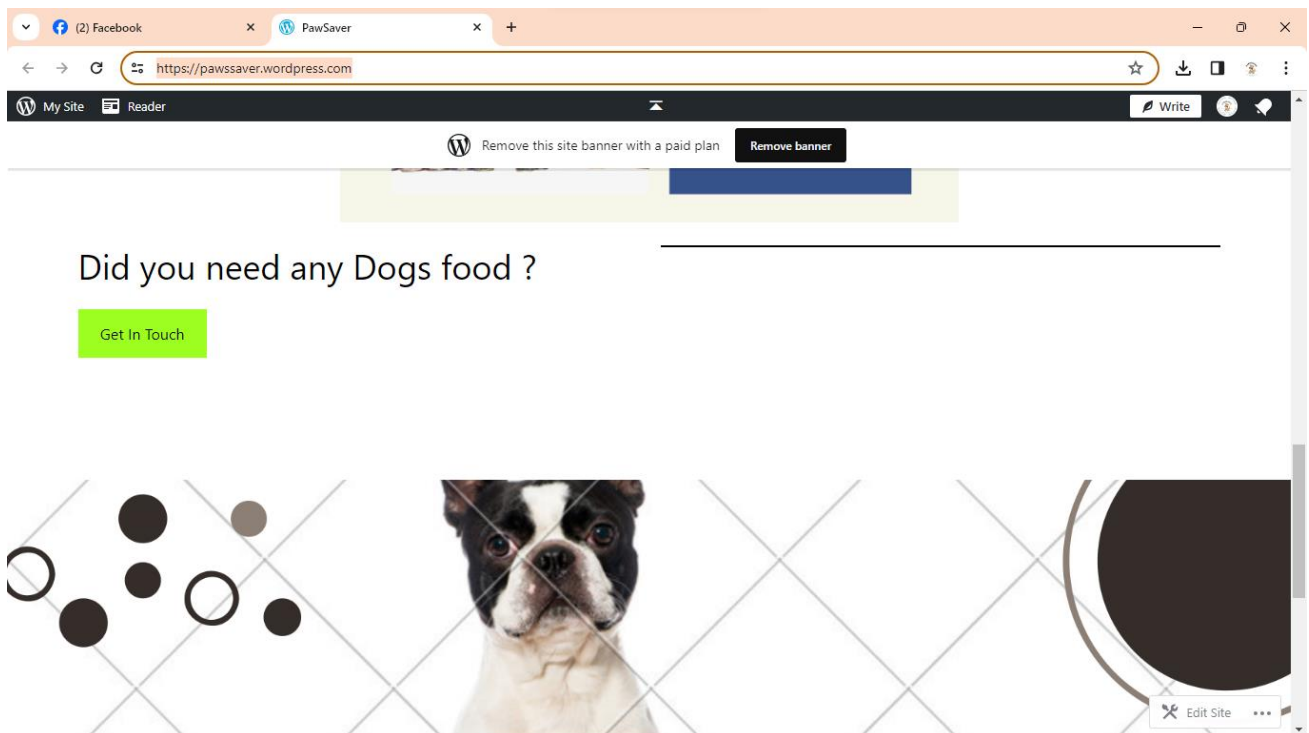 (2) Facebook
PawSaver
https://pawssaver.wordpress.com
My Site Reader
Write
Remove this site banner with a paid plan
Remove banner
Did you need any Dogs food ?
Get In Touch
Edit Site